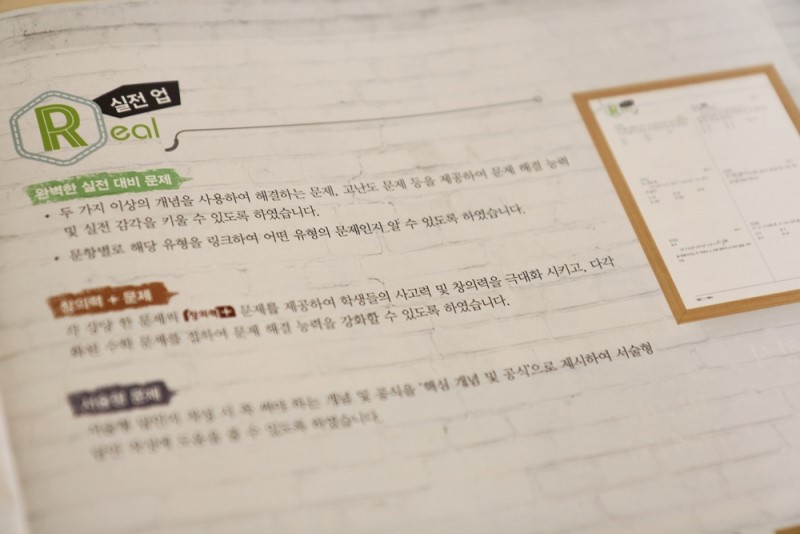 Real
실전 업
완벽한 실전 대비 문제
• 두 가지 이상의 개념을 사용하여 해결하는 문제, 고난도 문제 등을 제공하여 문제 해결 능력
및 실전 감각을 키울 수 있도록 하였습니다.
• 문항별로 해당 유형을 링크하여 어떤 유형의 문제인지 알 수 있도록 하였습니다.
창의력 + 문제
각 단원 한 문제씩 창의력+ 문제를 제공하여 학생들의 사고력 및 창의력을 극대화 시키고, 다각
화된 수학 문제를 접하여 문제 해결 능력을 강화할 수 있도록 하였습니다.
서술형 문제
서술형 답안지 작성 시 꼭 써야 하는 개념 및 공식을 '핵심 개념 및 공식'으로 제시하여 서술형
답안 작성에 도움을 줄 수 있도록 하였습니다.